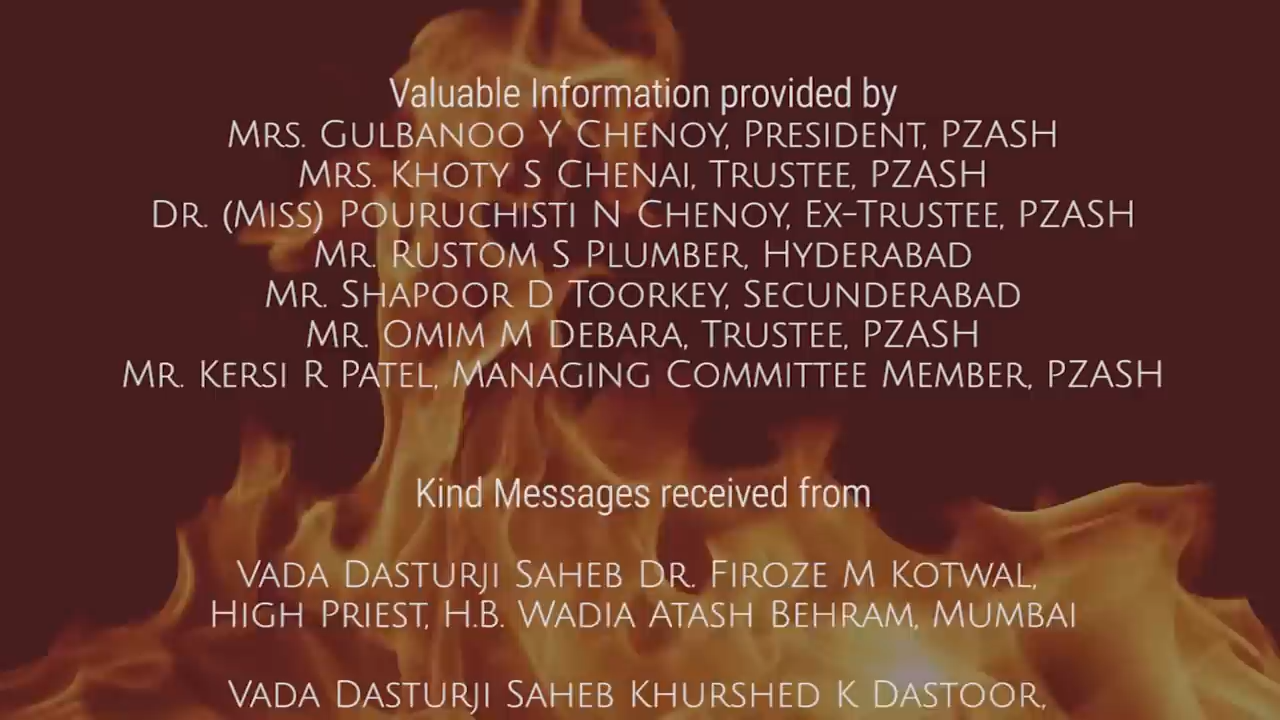 Valuable Information provided by
MRS. GULBANOO Y CHENOY, PRESIDENT, PZASH
MRS. KHOTY S CHENAI, TRUSTEE, PZASH
DR. (MISS) POURUCHISTI N CHENOY, EX-TRUSTEE, PZASH
MR. RUSTOM S PLUMBER, HYDERABAD
MR. SHAPOOR D TOORKEY, SECUNDERABAD
MR. OMIM M DEBARA, TRUSTEE, PZASH
MR. KERSI R PATEL, MANAGING COMMITTEE MEMBER, PZASH
Kind Messages received from
VADA DASTURJI SAHEB DR. FIROZE M KOTWAL,
HIGH PRIEST, H.B. WADIA ATASH BEHRAM, MUMBAI
VADA DASTURJI SAHEB KHURSHED K DASTOOR,